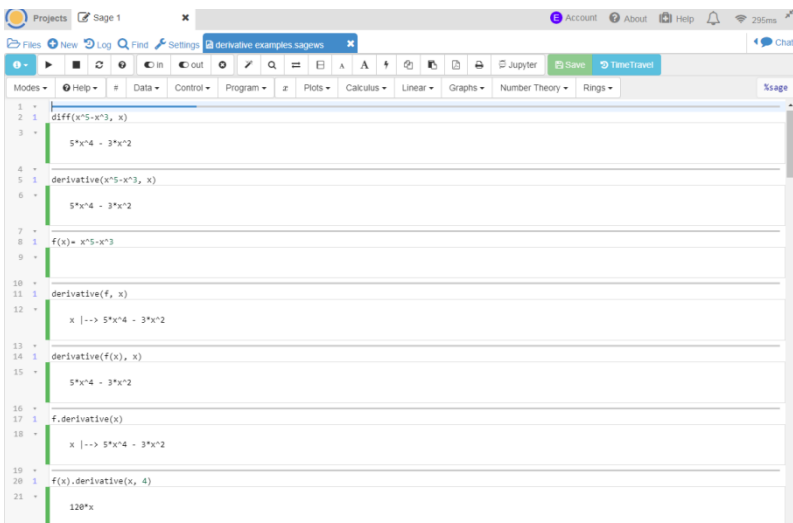 Projects Sage 1 Account About Help 295ms
Files New Log Find Settings derivative examples.sagews Chat
in out A A Jupyter Save TimeTravel
Modes Help # Data Control Program x Plots Calculus Linear Graphs Number Theory Rings %sage
1
2 1 diff(x^5-x^3, x)
3
5*x^4 - 3*x^2
4
5 1 derivative(x^5-x^3, x)
6
5*x^4 - 3*x^2
7
8 1 f(x)= x^5-x^3
9
10
11 1 derivative(f, x)
12
x |--> 5*x^4 - 3*x^2
13
14 1 derivative(f(x), x)
15
5*x^4 - 3*x^2
16
17 1 f.derivative(x)
18
x |--> 5*x^4 - 3*x^2
19
20 1 f(x).derivative(x, 4)
21
120*x